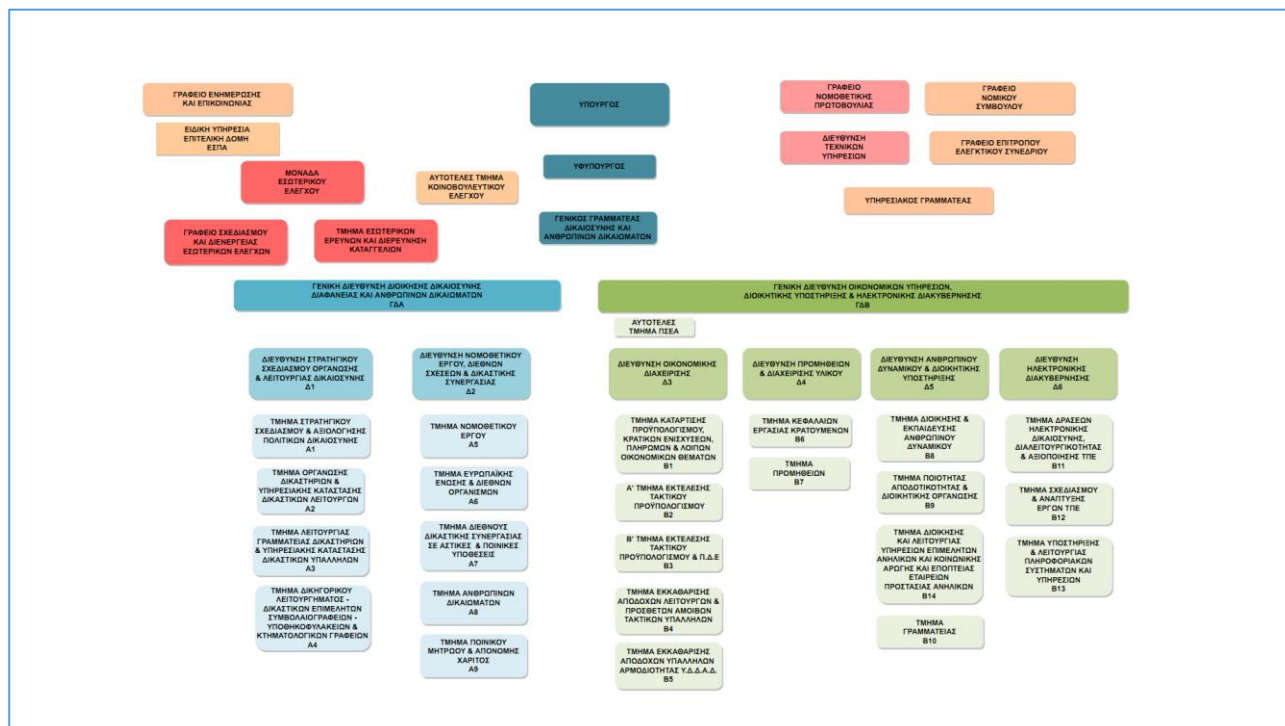 ΓΡΑΦΕΙΟ ΕΝΗΜΕΡΩΣΗΣ
ΚΑΙ ΕΠΙΚΟΙΝΩΝΙΑΣ
ΕΙΔΙΚΗ ΥΠΗΡΕΣΙΑ
ΕΠΙΤΕΛΙΚΗ ΔΟΜΗ
ΕΣΠΑ
ΜΟΝΑΔΑ
ΕΣΩΤΕΡΙΚΟΥ
ΕΛΕΓΧΟΥ
ΑΥΤΟΤΕΛΕΣ ΤΜΗΜΑ
ΚΟΙΝΟΒΟΥΛΕΥΤΙΚΟΥ
ΕΛΕΓΧΟΥ
ΓΡΑΦΕΙΟ ΣΧΕΔΙΑΣΜΟΥ
ΚΑΙ ΔΙΕΝΕΡΓΕΙΑΣ
ΕΣΩΤΕΡΙΚΩΝ ΕΛΕΓΧΩΝ
ΤΜΗΜΑ ΕΣΩΤΕΡΙΚΩΝ
ΕΡΕΥΝΩΝ ΚΑΙ ΔΙΕΡΕΥΝΗΣΗ
ΚΑΤΑΓΓΕΛΙΩΝ
ΥΠΟΥΡΓΟΣ
ΥΦΥΠΟΥΡΓΟΣ
ΓΕΝΙΚΟΣ ΓΡΑΜΜΑΤΕΑΣ
ΔΙΚΑΙΟΣΥΝΗΣ ΚΑΙ
ΑΝΘΡΩΠΙΝΩΝ ΔΙΚΑΙΩΜΑΤΩΝ
ΓΡΑΦΕΙΟ
ΝΟΜΟΘΕΤΙΚΗΣ
ΠΡΩΤΟΒΟΥΛΙΑΣ
ΓΡΑΦΕΙΟ
ΝΟΜΙΚΟΥ
ΣΥΜΒΟΥΛΟΥ
ΔΙΕΥΘΥΝΣΗ
ΤΕΧΝΙΚΩΝ
ΥΠΗΡΕΣΙΩΝ
ΓΡΑΦΕΙΟ ΕΠΙΤΡΟΠΟΥ
ΕΛΕΓΚΤΙΚΟΥ ΣΥΝΕΔΡΙΟΥ
ΥΠΗΡΕΣΙΑΚΟΣ ΓΡΑΜΜΑΤΕΑΣ
ΓΕΝΙΚΗ ΔΙΕΥΘΥΝΣΗ ΔΙΟΙΚΗΣΗΣ ΔΙΚΑΙΟΣΥΝΗΣ
ΔΙΑΦΑΝΕΙΑΣ ΚΑΙ ΑΝΘΡΩΠΙΝΩΝ ΔΙΚΑΙΩΜΑΤΩΝ
ΓΔΑ
ΔΙΕΥΘΥΝΣΗ ΣΤΡΑΤΗΓΙΚΟΥ
ΣΧΕΔΙΑΣΜΟΥ ΟΡΓΑΝΩΣΗΣ
& ΛΕΙΤΟΥΡΓΙΑΣ ΔΙΚΑΙΟΣΥΝΗΣ
Δ1
ΤΜΗΜΑ ΣΤΡΑΤΗΓΙΚΟΥ
ΣΧΕΔΙΑΣΜΟΥ & ΑΞΙΟΛΟΓΗΣΗΣ
ΠΟΛΙΤΙΚΩΝ ΔΙΚΑΙΟΣΥΝΗΣ
Α1
ΤΜΗΜΑ ΟΡΓΑΝΩΣΗΣ
ΔΙΚΑΣΤΗΡΙΩΝ &
ΥΠΗΡΕΣΙΑΚΗΣ ΚΑΤΑΣΤΑΣΗΣ
ΔΙΚΑΣΤΙΚΩΝ ΛΕΙΤΟΥΡΓΩΝ
Α2
ΤΜΗΜΑ ΛΕΙΤΟΥΡΓΙΑΣ
ΓΡΑΜΜΑΤΕΙΑΣ ΔΙΚΑΣΤΗΡΙΩΝ
& ΥΠΗΡΕΣΙΑΚΗΣ ΚΑΤΑΣΤΑΣΗΣ
ΔΙΚΑΣΤΙΚΩΝ ΥΠΑΛΛΗΛΩΝ
Α3
ΤΜΗΜΑ ΔΙΚΗΓΟΡΙΚΟΥ
ΛΕΙΤΟΥΡΓΗΜΑΤΟΣ -
ΔΙΚΑΣΤΙΚΩΝ ΕΠΙΜΕΛΗΤΩΝ
ΣΥΜΒΟΛΑΙΟΓΡΑΦΕΙΩΝ -
ΥΠΟΘΗΚΟΦΥΛΑΚΕΙΩΝ &
ΚΤΗΜΑΤΟΛΟΓΙΚΩΝ ΓΡΑΦΕΙΩΝ
Α4
ΔΙΕΥΘΥΝΣΗ ΝΟΜΟΘΕΤΙΚΟΥ
ΕΡΓΟΥ, ΔΙΕΘΝΩΝ
ΣΧΕΣΕΩΝ & ΔΙΚΑΣΤΙΚΗΣ
ΣΥΝΕΡΓΑΣΙΑΣ
Δ2
ΤΜΗΜΑ ΝΟΜΟΘΕΤΙΚΟΥ
ΕΡΓΟΥ
Α5
ΤΜΗΜΑ ΕΥΡΩΠΑΪΚΗΣ
ΕΝΩΣΗΣ & ΔΙΕΘΝΩΝ
ΟΡΓΑΝΙΣΜΩΝ
Α6
ΤΜΗΜΑ ΔΙΕΘΝΟΥΣ
ΔΙΚΑΣΤΙΚΗΣ ΣΥΝΕΡΓΑΣΙΑΣ
ΣΕ ΑΣΤΙΚΕΣ & ΠΟΙΝΙΚΕΣ
ΥΠΟΘΕΣΕΙΣ
Α7
ΤΜΗΜΑ ΑΝΘΡΩΠΙΝΩΝ
ΔΙΚΑΙΩΜΑΤΩΝ
Α8
ΤΜΗΜΑ ΠΟΙΝΙΚΟΥ
ΜΗΤΡΩΟΥ & ΑΠΟΝΟΜΗΣ
ΧΑΡΙΤΟΣ
Α9
ΓΕΝΙΚΗ ΔΙΕΥΘΥΝΣΗ ΟΙΚΟΝΟΜΙΚΩΝ ΥΠΗΡΕΣΙΩΝ,
ΔΙΟΙΚΗΤΙΚΗΣ ΥΠΟΣΤΗΡΙΞΗΣ & ΗΛΕΚΤΡΟΝΙΚΗΣ ΔΙΑΚΥΒΕΡΝΗΣΗΣ
ΓΔΒ
ΑΥΤΟΤΕΛΕΣ
ΤΜΗΜΑ ΠΣΕΑ
ΔΙΕΥΘΥΝΣΗ ΟΙΚΟΝΟΜΙΚΗΣ
ΔΙΑΧΕΙΡΙΣΗΣ
Δ3
ΤΜΗΜΑ ΚΑΤΑΡΤΙΣΗΣ
ΠΡΟΫΠΟΛΟΓΙΣΜΟΥ,
ΚΡΑΤΙΚΩΝ ΕΝΙΣΧΥΣΕΩΝ,
ΠΛΗΡΩΜΩΝ & ΛΟΙΠΩΝ
ΟΙΚΟΝΟΜΙΚΩΝ ΘΕΜΑΤΩΝ
Β1
Α' ΤΜΗΜΑ ΕΚΤΕΛΕΣΗΣ
ΤΑΚΤΙΚΟΥ
ΠΡΟΫΠΟΛΟΓΙΣΜΟΥ
Β2
Β' ΤΜΗΜΑ ΕΚΤΕΛΕΣΗΣ
ΤΑΚΤΙΚΟΥ
ΠΡΟΫΠΟΛΟΓΙΣΜΟΥ & Π.Δ.Ε
Β3
ΤΜΗΜΑ ΕΚΚΑΘΑΡΙΣΗΣ
ΑΠΟΔΟΧΩΝ ΛΕΙΤΟΥΡΓΩΝ &
ΠΡΟΣΘΕΤΩΝ ΑΜΟΙΒΩΝ
ΤΑΚΤΙΚΩΝ ΥΠΑΛΛΗΛΩΝ
Β4
ΤΜΗΜΑ ΕΚΚΑΘΑΡΙΣΗΣ
ΑΠΟΔΟΧΩΝ ΥΠΑΛΛΗΛΩΝ
ΑΡΜΟΔΙΟΤΗΤΑΣ Υ.Δ.Δ.Α.Δ.
Β5
ΔΙΕΥΘΥΝΣΗ ΠΡΟΜΗΘΕΙΩΝ
& ΔΙΑΧΕΙΡΙΣΗΣ ΥΛΙΚΟΥ
Δ4
ΤΜΗΜΑ ΚΕΦΑΛΑΙΩΝ
ΕΡΓΑΣΙΑΣ ΚΡΑΤΟΥΜΕΝΩΝ
Β6
ΤΜΗΜΑ
ΠΡΟΜΗΘΕΙΩΝ
Β7
ΔΙΕΥΘΥΝΣΗ ΑΝΘΡΩΠΙΝΟΥ
ΔΥΝΑΜΙΚΟΥ & ΔΙΟΙΚΗΤΙΚΗΣ
ΥΠΟΣΤΗΡΙΞΗΣ
Δ5
ΤΜΗΜΑ ΔΙΟΙΚΗΣΗΣ &
ΕΚΠΑΙΔΕΥΣΗΣ
ΑΝΘΡΩΠΙΝΟΥ
ΔΥΝΑΜΙΚΟΥ
Β8
ΤΜΗΜΑ ΠΟΙΟΤΗΤΑΣ
ΑΠΟΔΟΤΙΚΟΤΗΤΑΣ &
ΔΙΟΙΚΗΤΙΚΗΣ ΟΡΓΑΝΩΣΗΣ
Β9
ΤΜΗΜΑ ΔΙΟΙΚΗΣΗΣ
ΚΑΙ ΛΕΙΤΟΥΡΓΙΑΣ
ΥΠΗΡΕΣΙΩΝ ΕΠΙΜΕΛΗΤΩΝ
ΑΝΗΛΙΚΩΝ ΚΑΙ ΚΟΙΝΩΝΙΚΗΣ
ΑΡΩΓΗΣ ΚΑΙ ΕΠΟΠΤΕΙΑΣ
ΕΤΑΙΡΕΙΩΝ
ΠΡΟΣΤΑΣΙΑΣ ΑΝΗΛΙΚΩΝ
Β14
ΤΜΗΜΑ
ΓΡΑΜΜΑΤΕΙΑΣ
Β10
ΔΙΕΥΘΥΝΣΗ
ΗΛΕΚΤΡΟΝΙΚΗΣ
ΔΙΑΚΥΒΕΡΝΗΣΗΣ
Δ6
ΤΜΗΜΑ ΔΡΑΣΕΩΝ
ΗΛΕΚΤΡΟΝΙΚΗΣ
ΔΙΚΑΙΟΣΥΝΗΣ,
ΔΙΑΛΕΙΤΟΥΡΓΙΚΟΤΗΤΑΣ
& ΑΞΙΟΠΟΙΗΣΗΣ ΤΠΕ
Β11
ΤΜΗΜΑ ΣΧΕΔΙΑΣΜΟΥ
& ΑΝΑΠΤΥΞΗΣ
ΕΡΓΩΝ ΤΠΕ
Β12
ΤΜΗΜΑ ΥΠΟΣΤΗΡΙΞΗΣ
& ΛΕΙΤΟΥΡΓΙΑΣ
ΠΛΗΡΟΦΟΡΙΑΚΩΝ
ΣΥΣΤΗΜΑΤΩΝ ΚΑΙ
ΥΠΗΡΕΣΙΩΝ
Β13